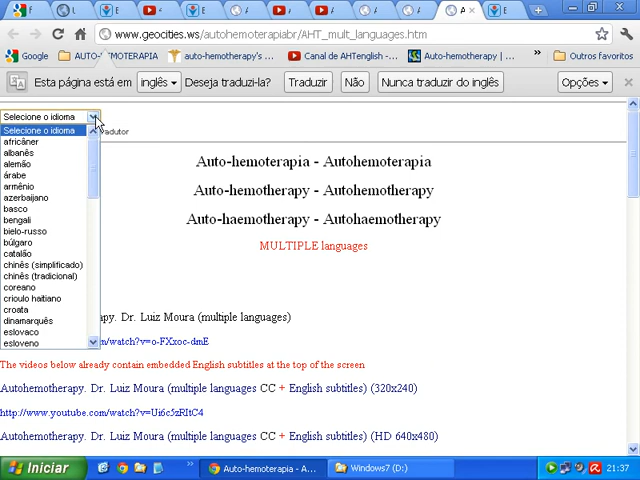 www.geocities.ws/autohemoterapiabr/AHT_mult_languages.htm
Google
AUTO-HEMOTERAPIA
auto-hemotherapy's ...
Canal de AHTenglish - ...
Auto-hemotherapy | ...
»
Outros favoritos
Esta página está em
inglês
Deseja traduzi-la?
Traduzir
Não
Nunca traduzir do inglês
Opções
Selecione o idioma
Selecione o idioma
africâner
albanês
alemão
árabe
armênio
azerbaijano
basco
bengali
bielo-russo
búlgaro
catalão
chinês (simplificado)
chinês (tradicional)
coreano
crioulo haitiano
croata
dinamarquês
eslovaco
esloveno
adutor
Auto-hemoterapia - Autohemoterapia
Auto-hemotherapy - Autohemotherapy
Auto-haemotherapy - Autohaemotherapy
MULTIPLE languages
apy. Dr. Luiz Moura (multiple languages)
m/watch?v=o-FXxoc-dmE
The videos below already contain embedded English subtitles at the top of the screen
Autohemotherapy. Dr. Luiz Moura (multiple languages CC + English subtitles) (320x240)
http://www.youtube.com/watch?v=Ui6c5zRItC4
Autohemotherapy. Dr. Luiz Moura (multiple languages CC + English subtitles) (HD 640x480)
Iniciar
»
Auto-hemoterapia - A...
Windows7 (D:)
21:37